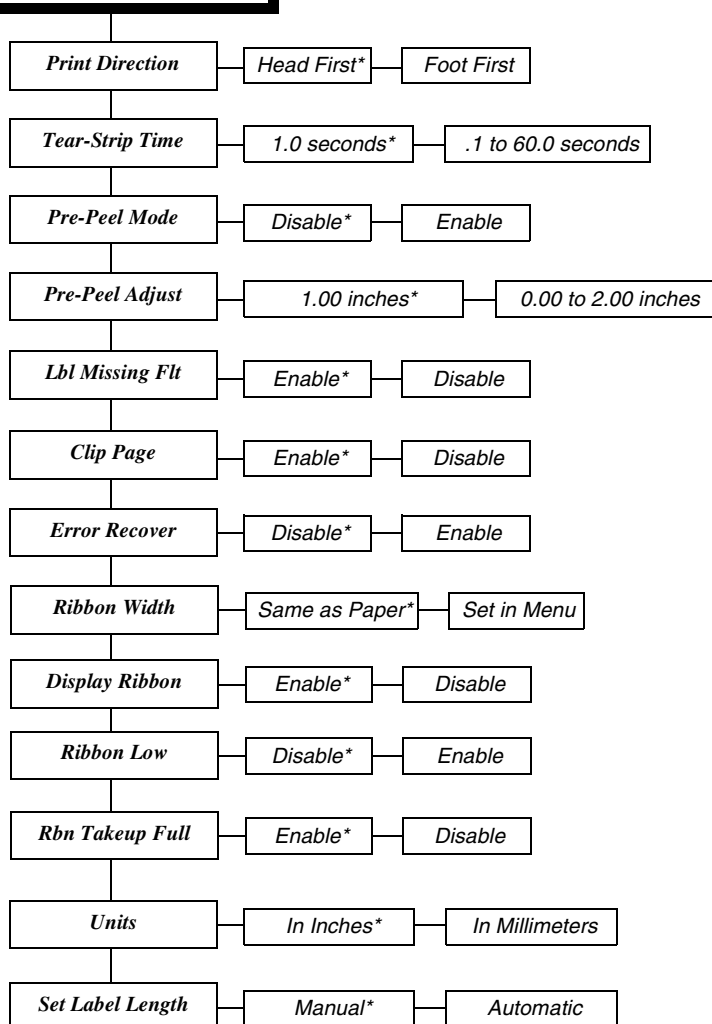 Print Direction Head First* Foot First
Tear-Strip Time 1.0 seconds* .1 to 60.0 seconds
Pre-Peel Mode Disable* Enable
Pre-Peel Adjust 1.00 inches* 0.00 to 2.00 inches
Lbl Missing Flt Enable* Disable
Clip Page Enable* Disable
Error Recover Disable* Enable
Ribbon Width Same as Paper* Set in Menu
Display Ribbon Enable* Disable
Ribbon Low Disable* Enable
Rbn Takeup Full Enable* Disable
Units In Inches* In Millimeters
Set Label Length Manual* Automatic